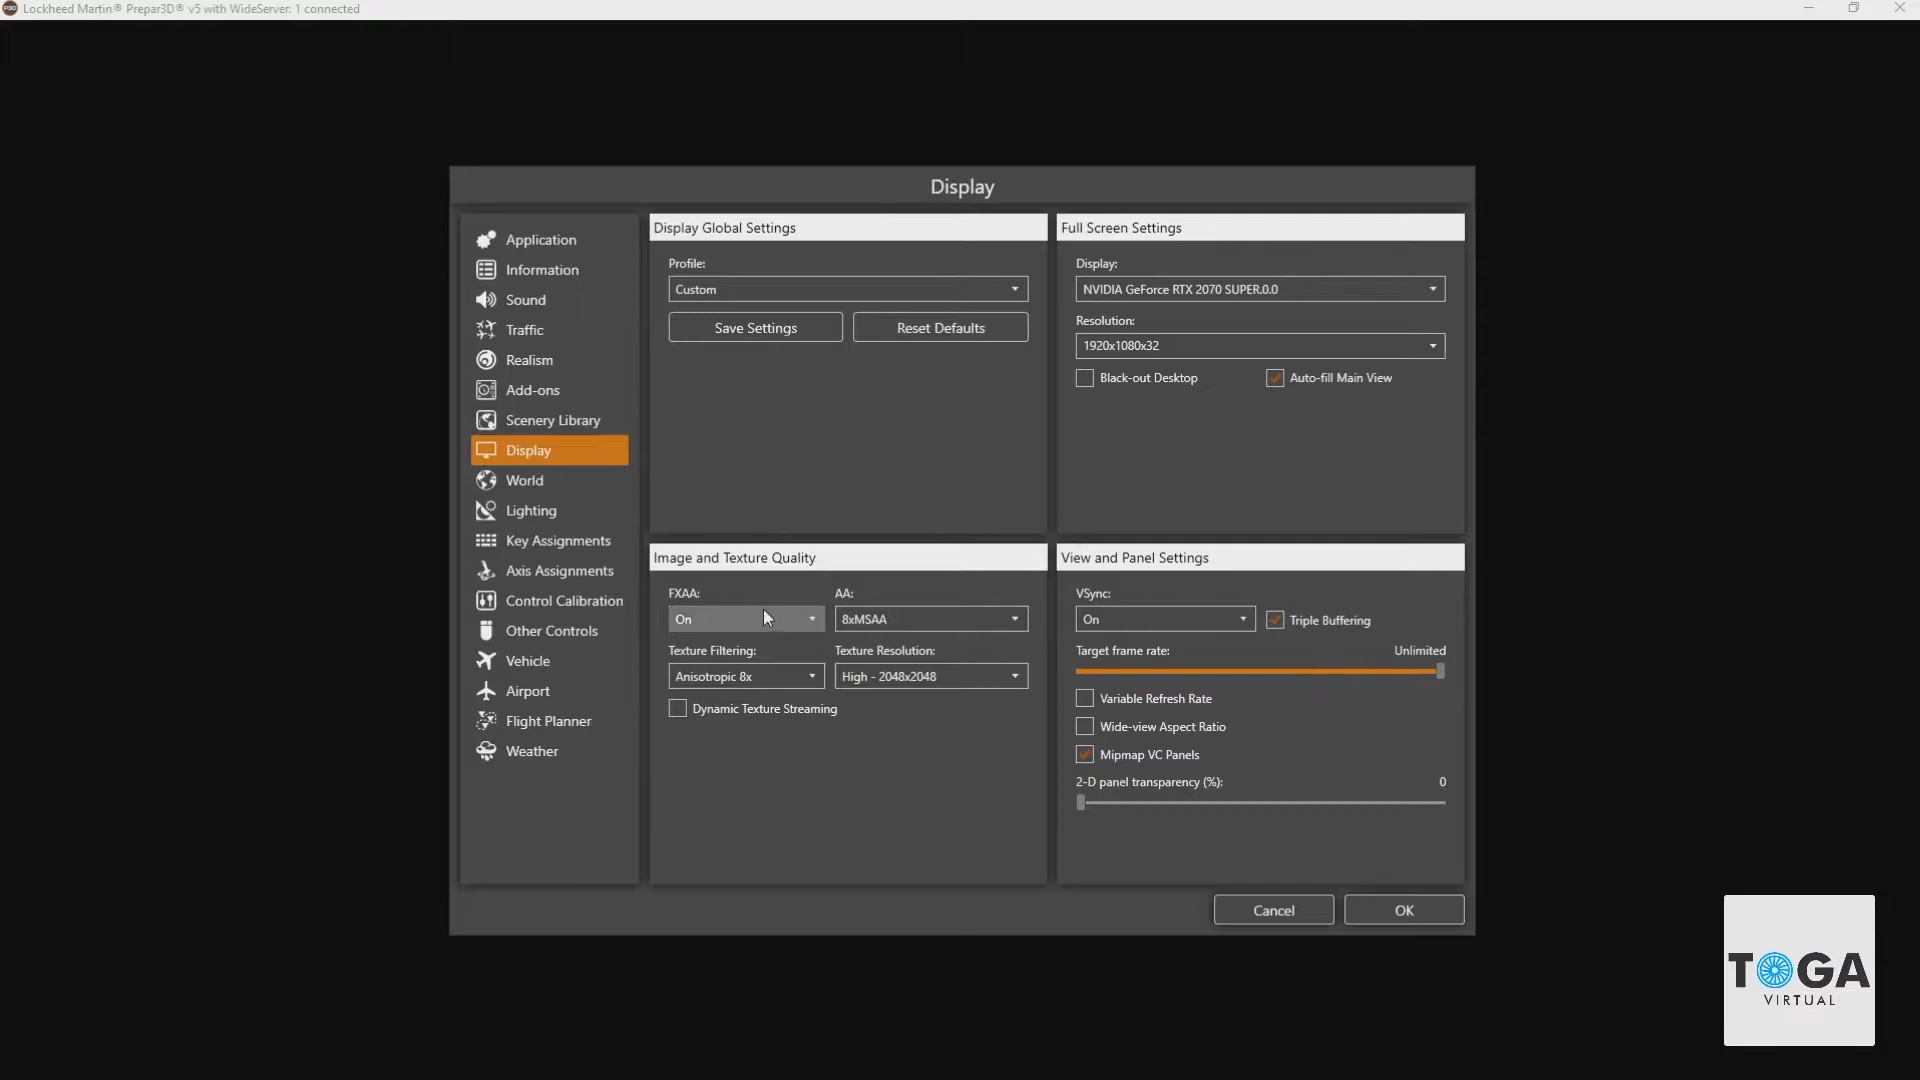 Lockheed Martin® Prepar3D® v5 with WideServer: 1 connected
Display
Application
Information
Sound
Traffic
Realism
Add-ons
Scenery Library
Display
World
Lighting
Key Assignments
Axis Assignments
Control Calibration
Other Controls
Vehicle
Airport
Flight Planner
Weather
Display Global Settings
Profile:
Custom
Save Settings
Reset Defaults
Full Screen Settings
Display:
NVIDIA GeForce RTX 2070 SUPER.0.0
Resolution:
1920x1080x32
Black-out Desktop
Auto-fill Main View
Image and Texture Quality
FXAA:
AA:
On
8xMSAA
Texture Filtering:
Texture Resolution:
Anisotropic 8x
High - 2048x2048
Dynamic Texture Streaming
View and Panel Settings
VSync:
On
Triple Buffering
Target frame rate:
Unlimited
Variable Refresh Rate
Wide-view Aspect Ratio
Mipmap VC Panels
2-D panel transparency (%):
0
Cancel
OK
TOGA
VIRTUAL